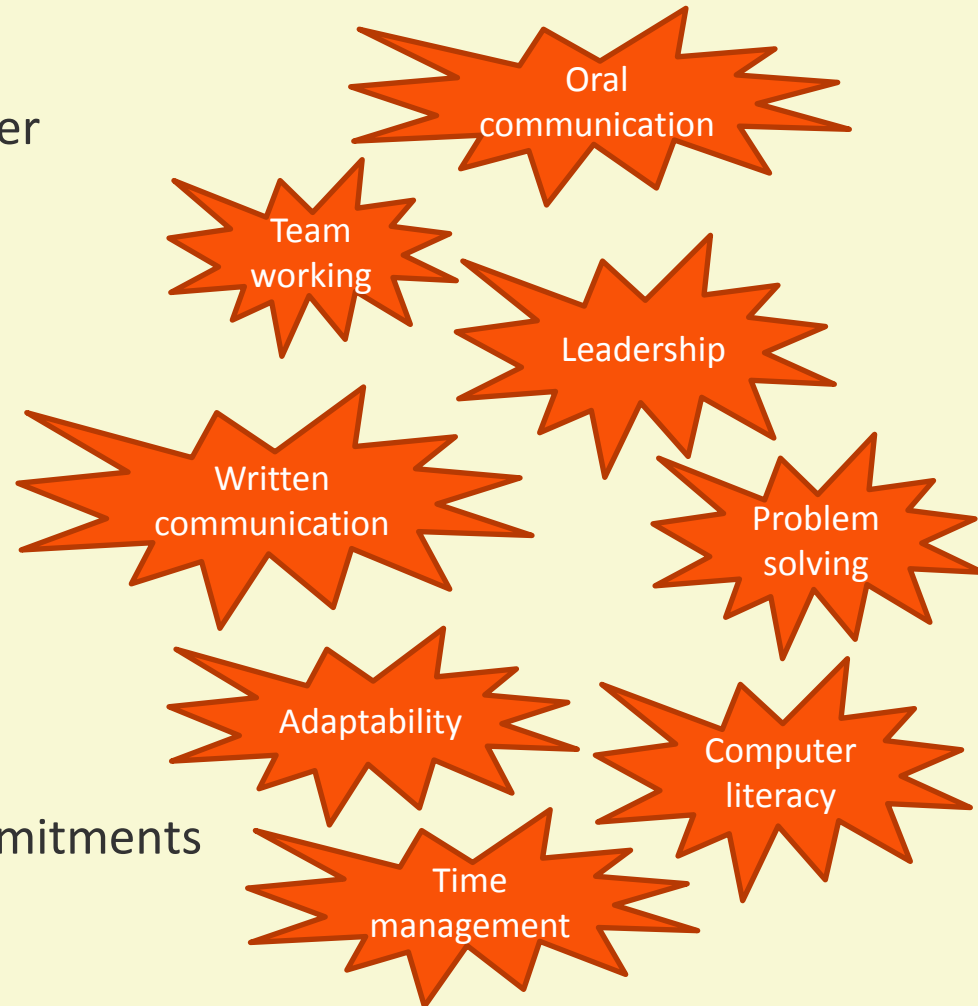 Oral
communication
er
Team
working
Leadership
Written
communication
Problem
solving
Adaptability
Computer
literacy
mitments
Time
management